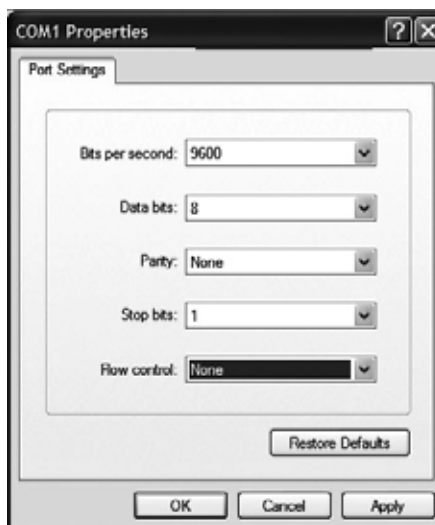 COM1 Properties
Port Settings
Bits per second: 9600
Data bits: 8
Parity: None
Stop bits: 1
Flow control: None
Restore Defaults
OK Cancel Apply